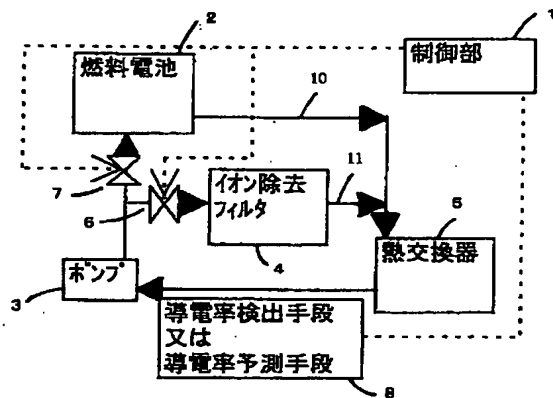 2
1
燃料電池
制御部
10
7
6
イオン除去
フィルタ
11
5
4
熱交換器
ポンプ
3
導電率検出手段
又は
導電率予測手段
8